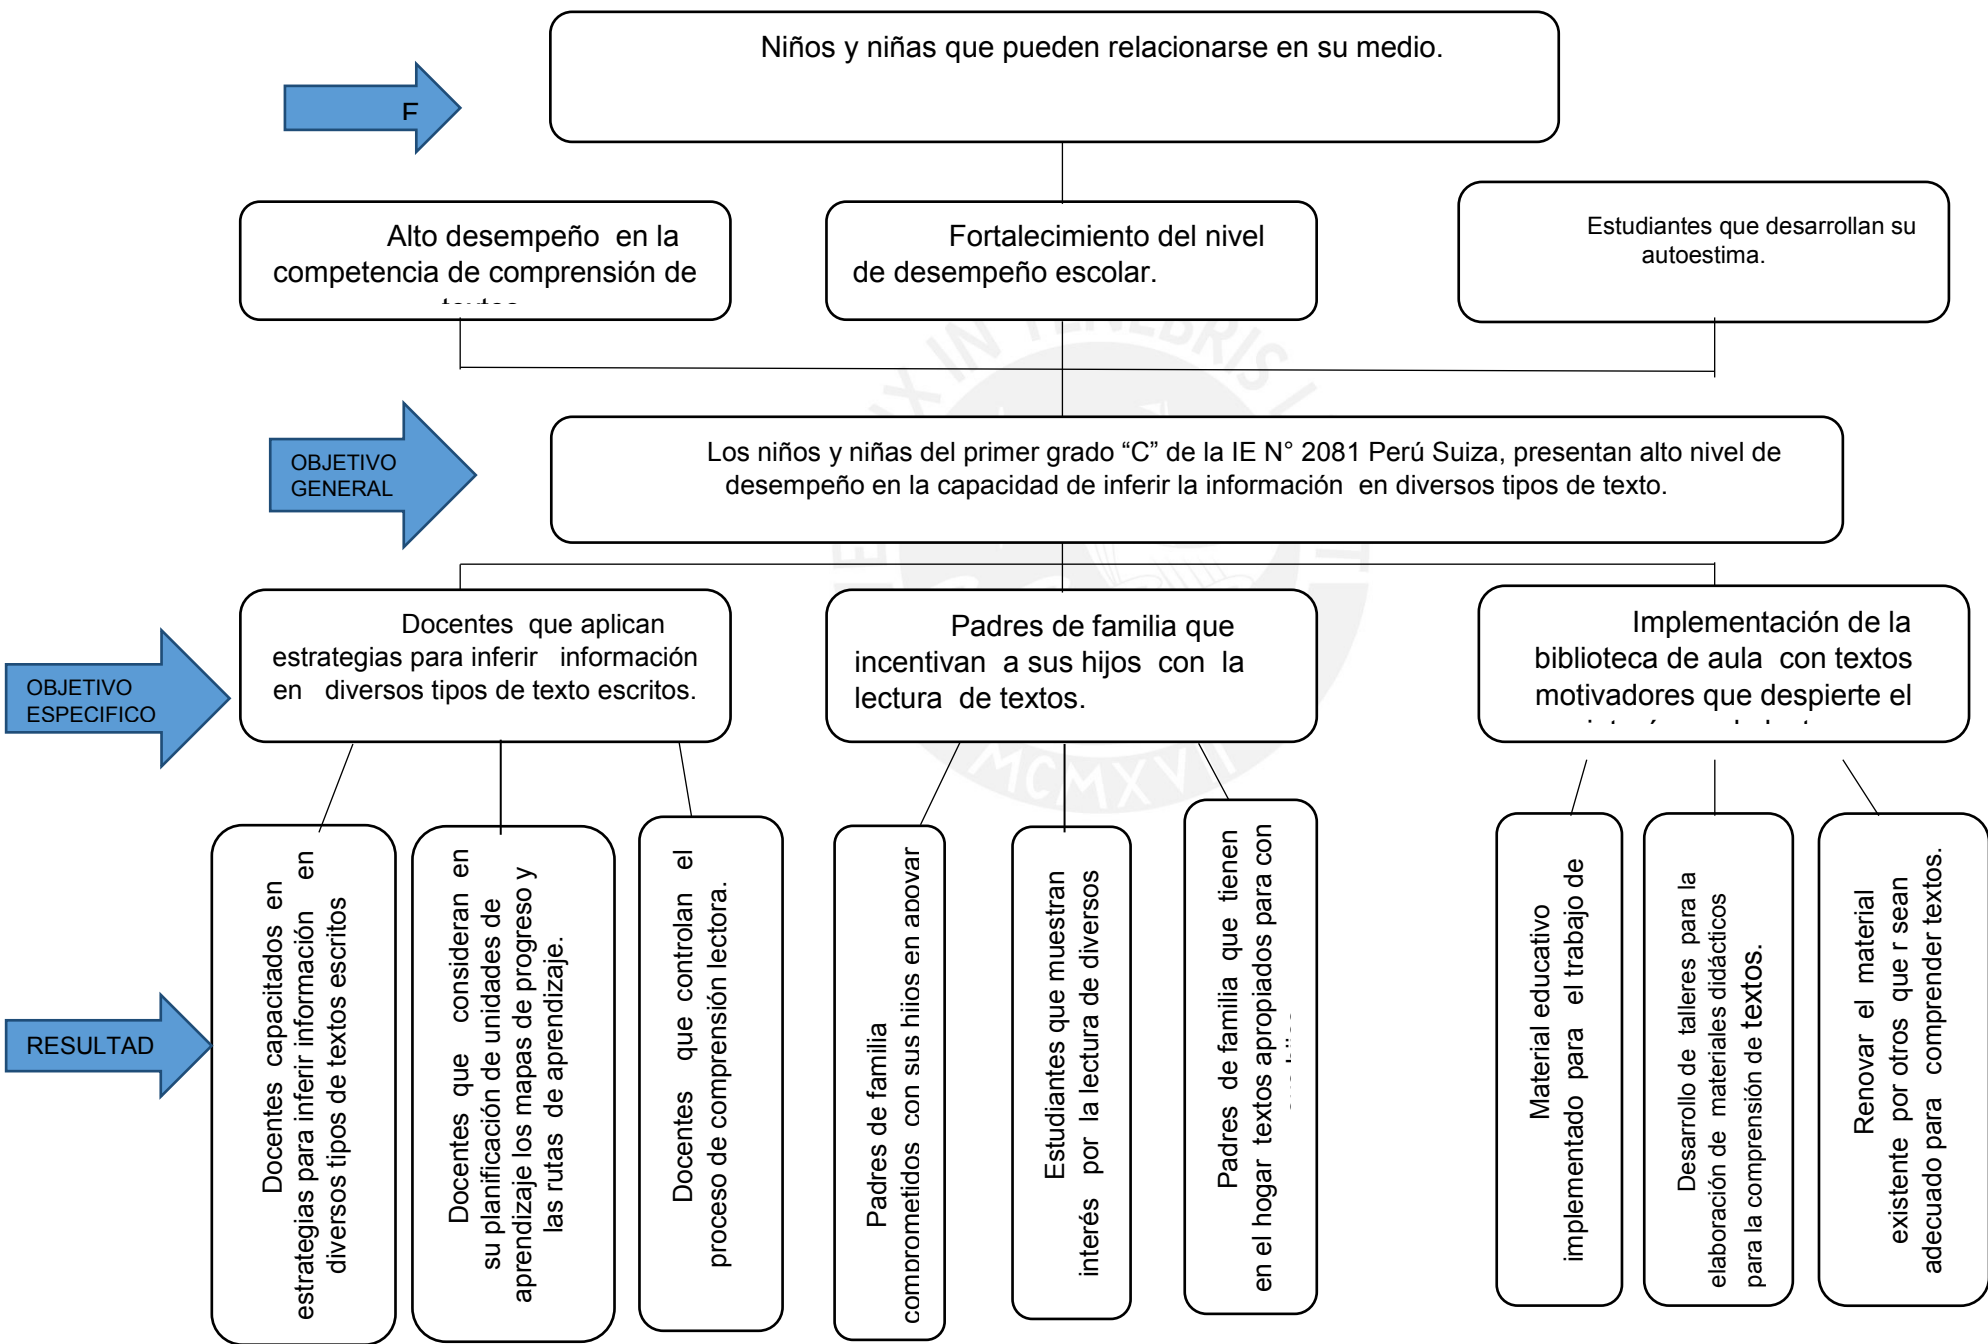 Niños y niñas que pueden relacionarse en su medio.
F
Alto desempeño en la
competencia de comprensión de
Fortalecimiento del nivel
de desempeño escolar.
Estudiantes que desarrollan su
autoestima.
OBJETIVO
GENERAL
Los niños y niñas del primer grado “C” de la IE N° 2081 Perú Suiza, presentan alto nivel de
desempeño en la capacidad de inferir la información en diversos tipos de texto.
OBJETIVO
ESPECIFICO
Docentes que aplican
estrategias para inferir información
en diversos tipos de texto escritos.
Padres de familia que
incentivan a sus hijos con la
lectura de textos.
Implementación de la
biblioteca de aula con textos
motivadores que despierte el
RESULTAD
Docentes capacitados en
estrategias para inferir información en
diversos tipos de textos escritos
Docentes que consideran en
su planificación de unidades de
aprendizaje los mapas de progreso y
las rutas de aprendizaje.
Docentes que controlan el
proceso de comprensión lectora.
Padres de familia
comprometidos con sus hijos en apoyar
Estudiantes que muestran
interés por la lectura de diversos
Padres de familia que tienen
en el hogar textos apropiados para con
Material educativo
implementado para el trabajo de
Desarrollo de talleres para la
elaboración de materiales didácticos
para la comprensión de textos.
Renovar el material
existente por otros que r sean
adecuado para comprender textos.
IN TENEBRIS
MCMXVII